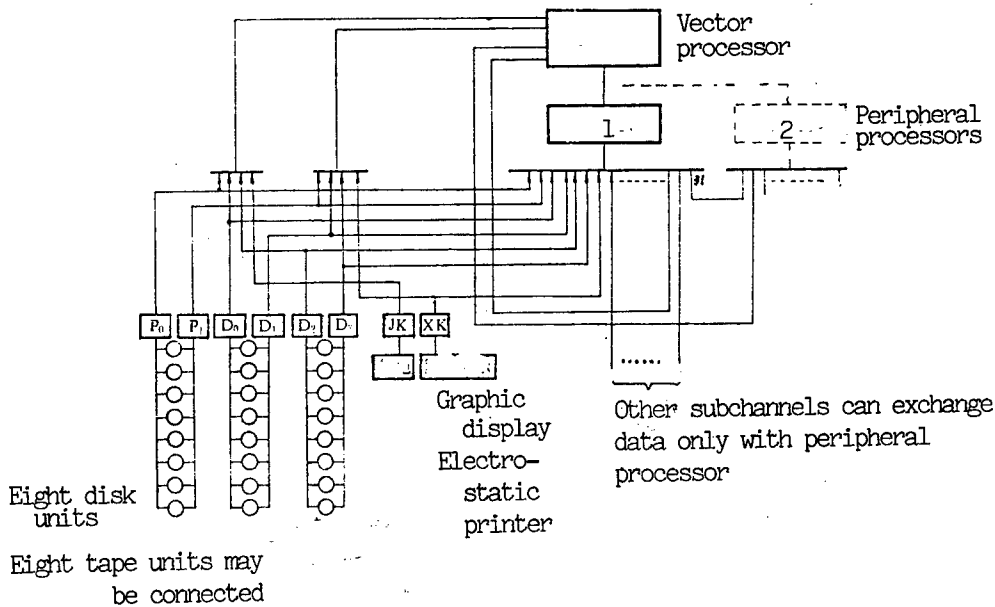 Vector
processor
1
2
Peripheral
processors
P0 P1 D0 D1 D2 D3 JK XK
Graphic
display
Electro-
static
printer
Other subchannels can exchange
data only with peripheral
processor
Eight disk
units
Eight tape units may
be connected